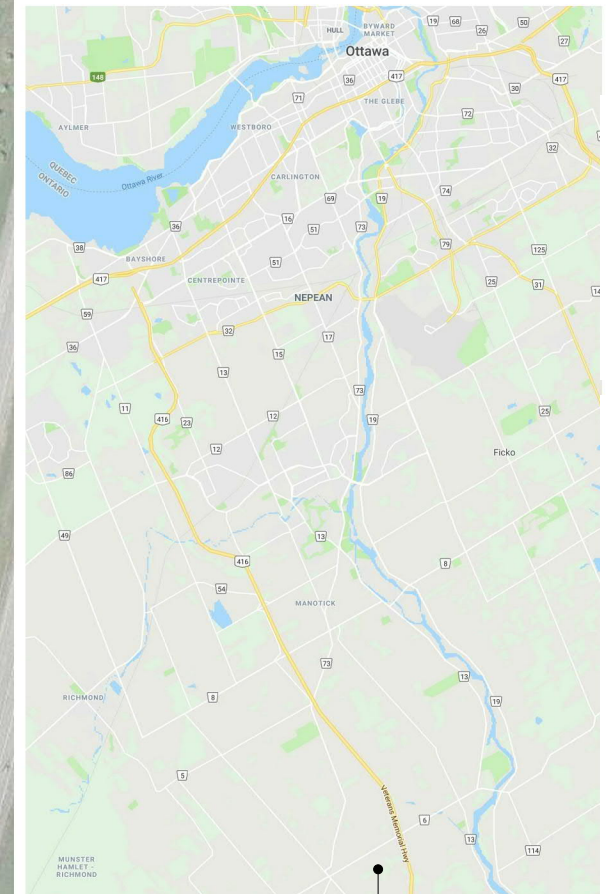 BYWARD
MARKET
HULL
Ottawa
19
68
26
50
27
148
36
417
417
71
30
THE GLEBE
72
AYLMER
WESTBORO
32
QUEBEC
ONTARIO
Ottawa River
CARLINGTON
74
69
19
16
36
51
73
38
79
125
BAYSHORE
51
417
CENTREPOINTE
25
31
14
NEPEAN
59
32
17
36
15
13
73
11
12
25
416
23
19
12
Ficko
86
49
13
416
8
54
MANOTICK
73
13
RICHMOND
8
19
5
Veterans Memorial Hwy
6
13
114
MUNSTER
HAMLET -
RICHMOND